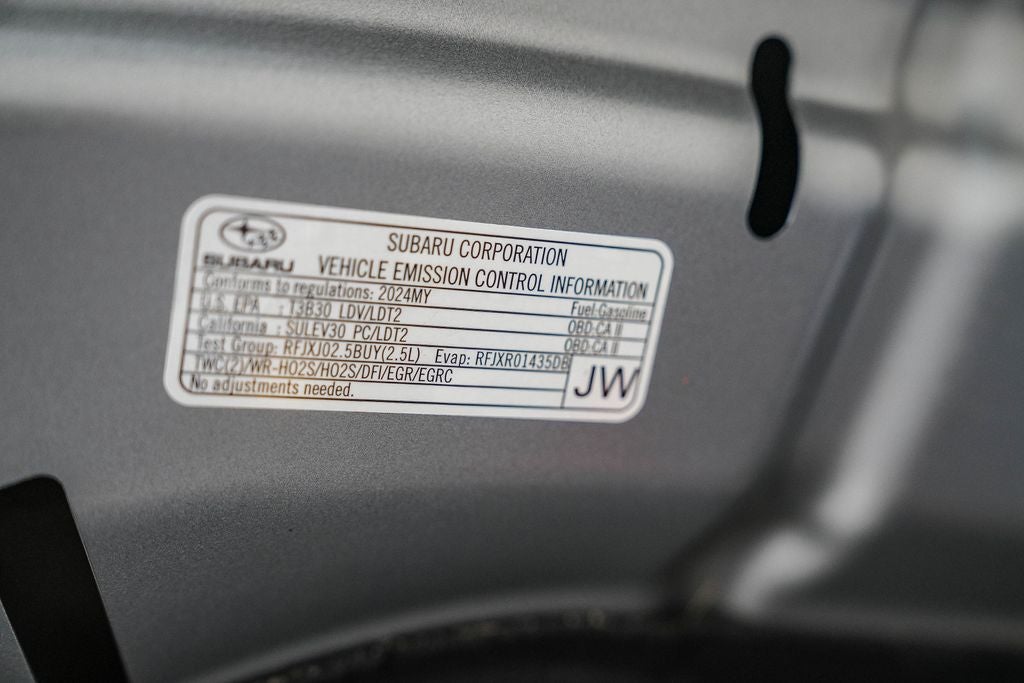 SUBARU
SUBARU CORPORATION
VEHICLE EMISSION CONTROL INFORMATION
Conforms to regulations: 2024MY Fuel:Gasoline
U.S. EPA : T3B30 LDV/LDT2 OBD:CA II
California : SULEV30 PC/LDT2 OBD:CA II
Test Group: RFJXJ02.5BUY(2.5L) Evap: RFJXR01435DB
TWC(2)/WR-HO2S/HO2S/DFI/EGR/EGRC
No adjustments needed.
JW